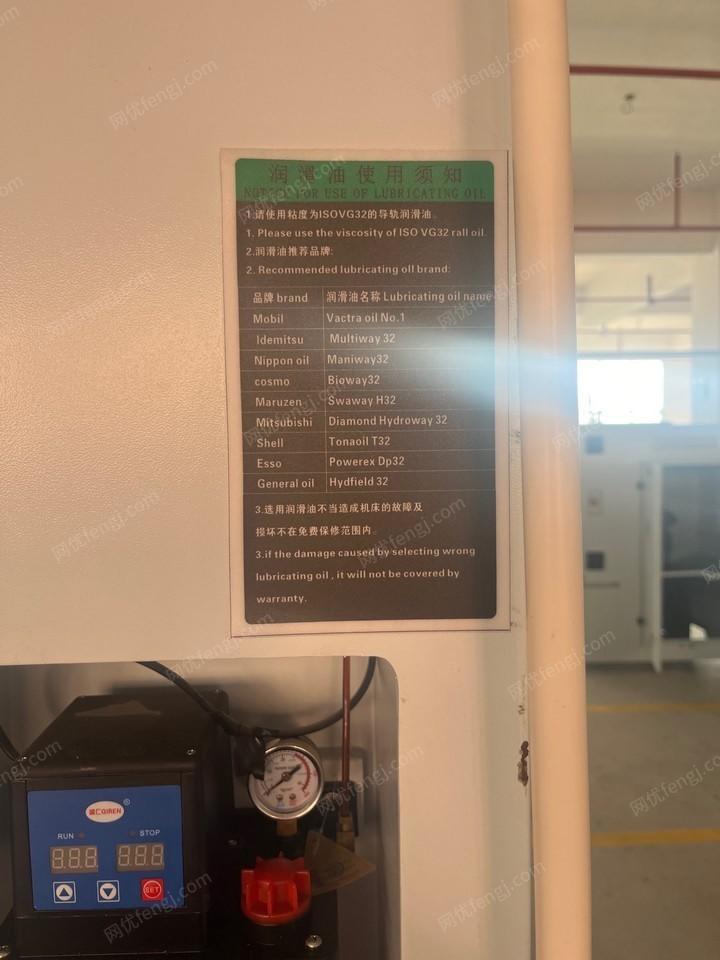 润滑油使用须知
NOTICE FOR USE OF LUBRICATING OIL
1.请使用粘度为ISOVG32的导轨润滑油。
1. Please use the viscosity of ISO VG32 rall oil.
2.润滑油推荐品牌:
2. Recommended lubricating oll brand:
品牌 brand 润滑油名称 Lubricating oil name
Mobil Vactra oil No.1
Idemitsu Multiway 32
Nippon oil Maniway32
cosmo Bioway32
Maruzen Swaway H32
Mitsubishi Diamond Hydroway 32
Shell Tonaoil T32
Esso Powerex Dp32
General oil Hydfield 32
3.选用润滑油不当造成机床的故障及
损坏不在免费保修范围内。
3.if the damage caused by selecting wrong
lubricating oil , it will not be covered by
warranty.
QIREN ®
RUN STOP
SET
网优fengj.com